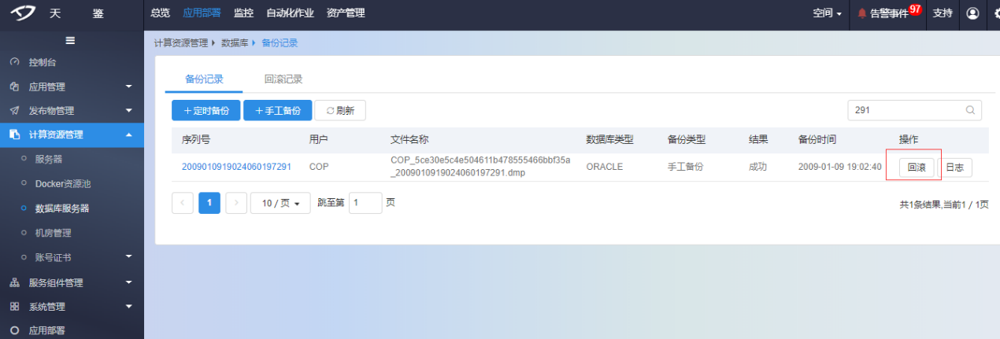 天 鉴 总览 应用部署 监控 自动化作业 资产管理 空间 告警事件 97 支持
计算资源管理 数据库 备份记录
控制台
应用管理
发布物管理
计算资源管理
服务器
Docker资源池
数据库服务器
机房管理
账号证书
服务组件管理
系统管理
应用部署
备份记录 回滚记录
+定时备份 +手工备份 刷新 291
序列号 用户 文件名称 数据库类型 备份类型 结果 备份时间 操作
2009010919024060197291 COP COP_5ce30e5c4e504611b478555466bbf35a ORACLE 手工备份 成功 2009-01-09 19:02:40 回滚 日志
_2009010919024060197291.dmp
1 10 / 页 跳至第 1 页
共1条结果,当前1 / 1页